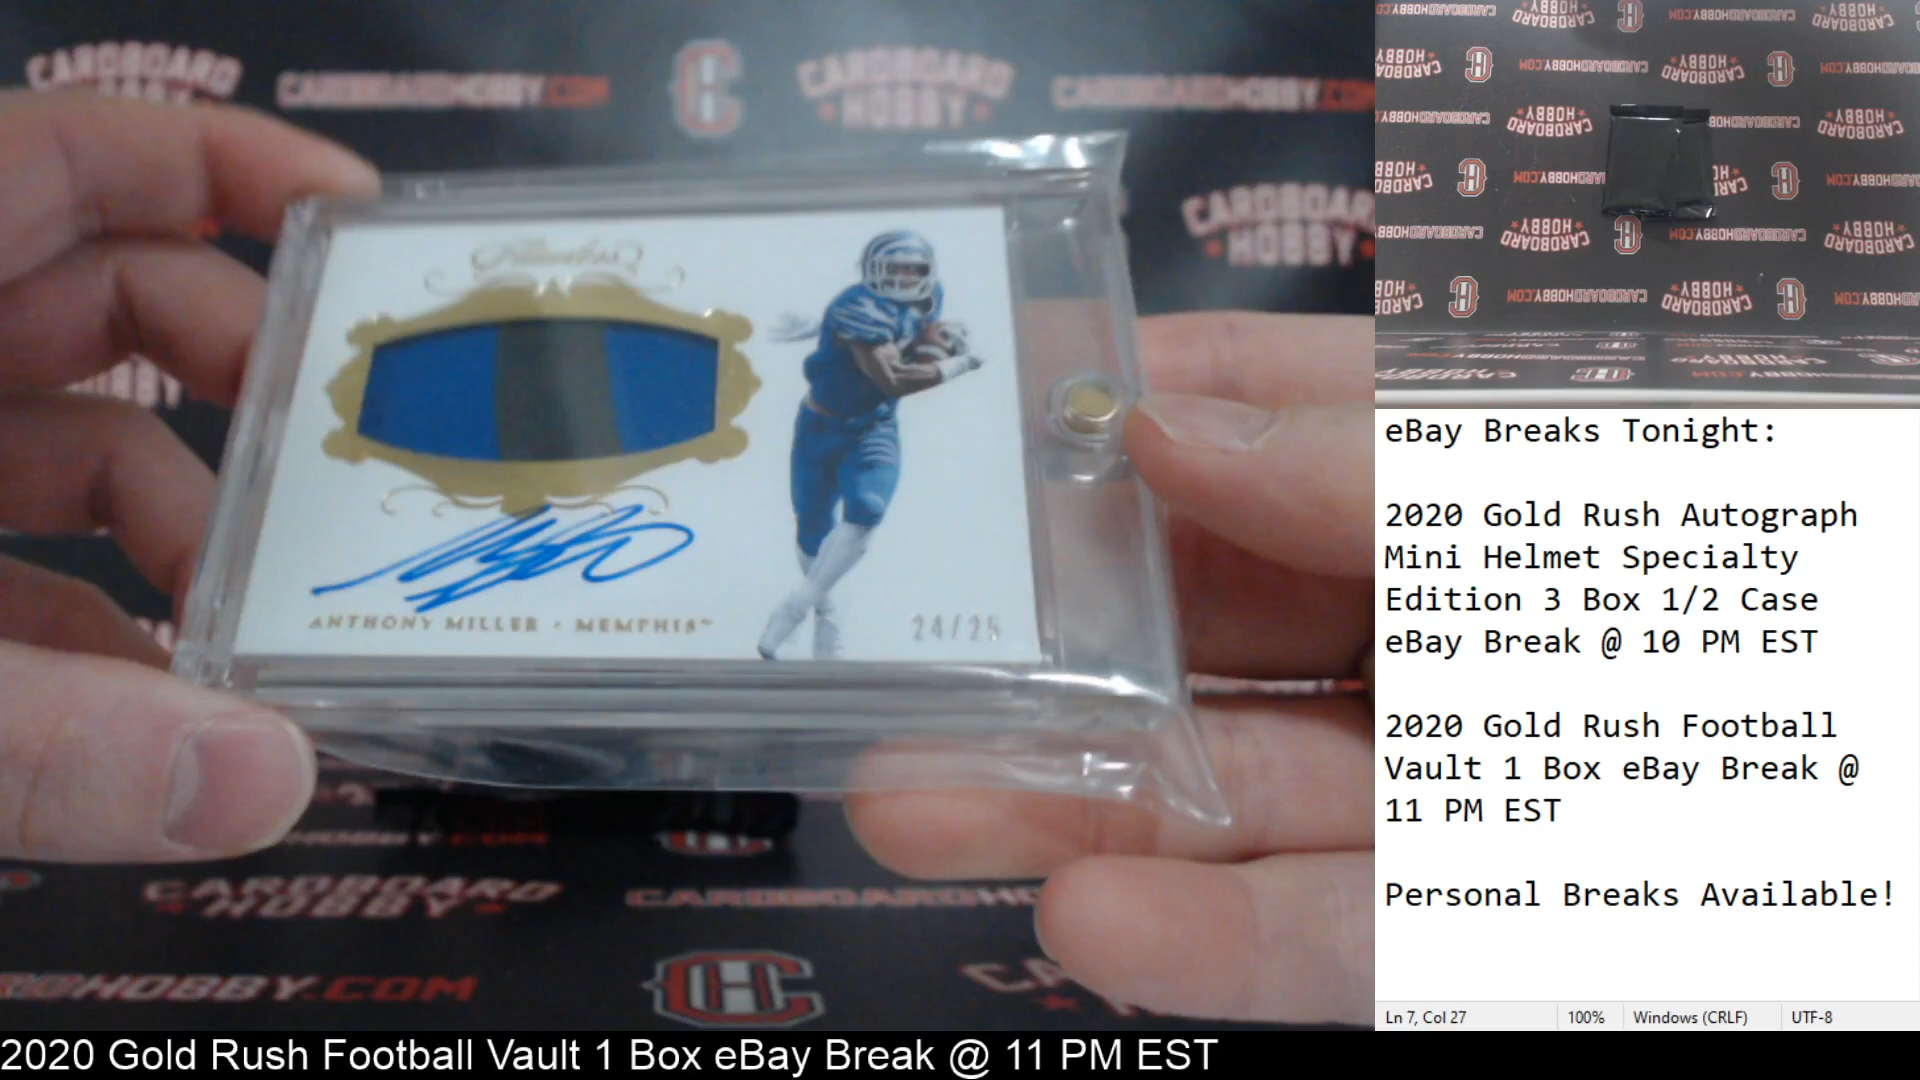 CARDBOARD
HOBBY
CARDBOARDHOBBY.COM
CARDBOARD
HOBBY
CARDBOARDHOBBY.COM
CARDBOARD
HOBBY
Flawless
ANTHONY MILLER • MEMPHIS™
24/25
CARDBOARD
HOBBY
eBay Breaks Tonight:
2020 Gold Rush Autograph
Mini Helmet Specialty
Edition 3 Box 1/2 Case
eBay Break @ 10 PM EST
2020 Gold Rush Football
Vault 1 Box eBay Break @
11 PM EST
Personal Breaks Available!
Ln 7, Col 27
100%
Windows (CRLF)
UTF-8
2020 Gold Rush Football Vault 1 Box eBay Break @ 11 PM EST